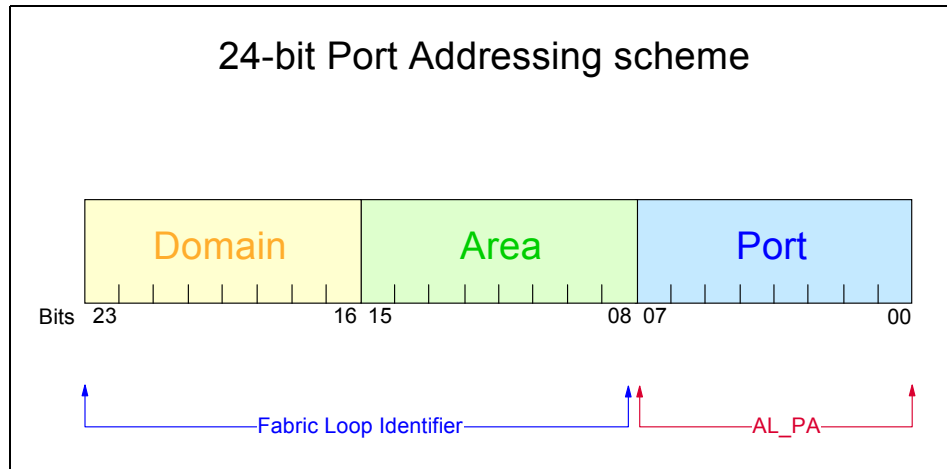 24-bit Port Addressing scheme
Domain Area Port
Bits 23 16 15 08 07 00
Fabric Loop Identifier AL_PA